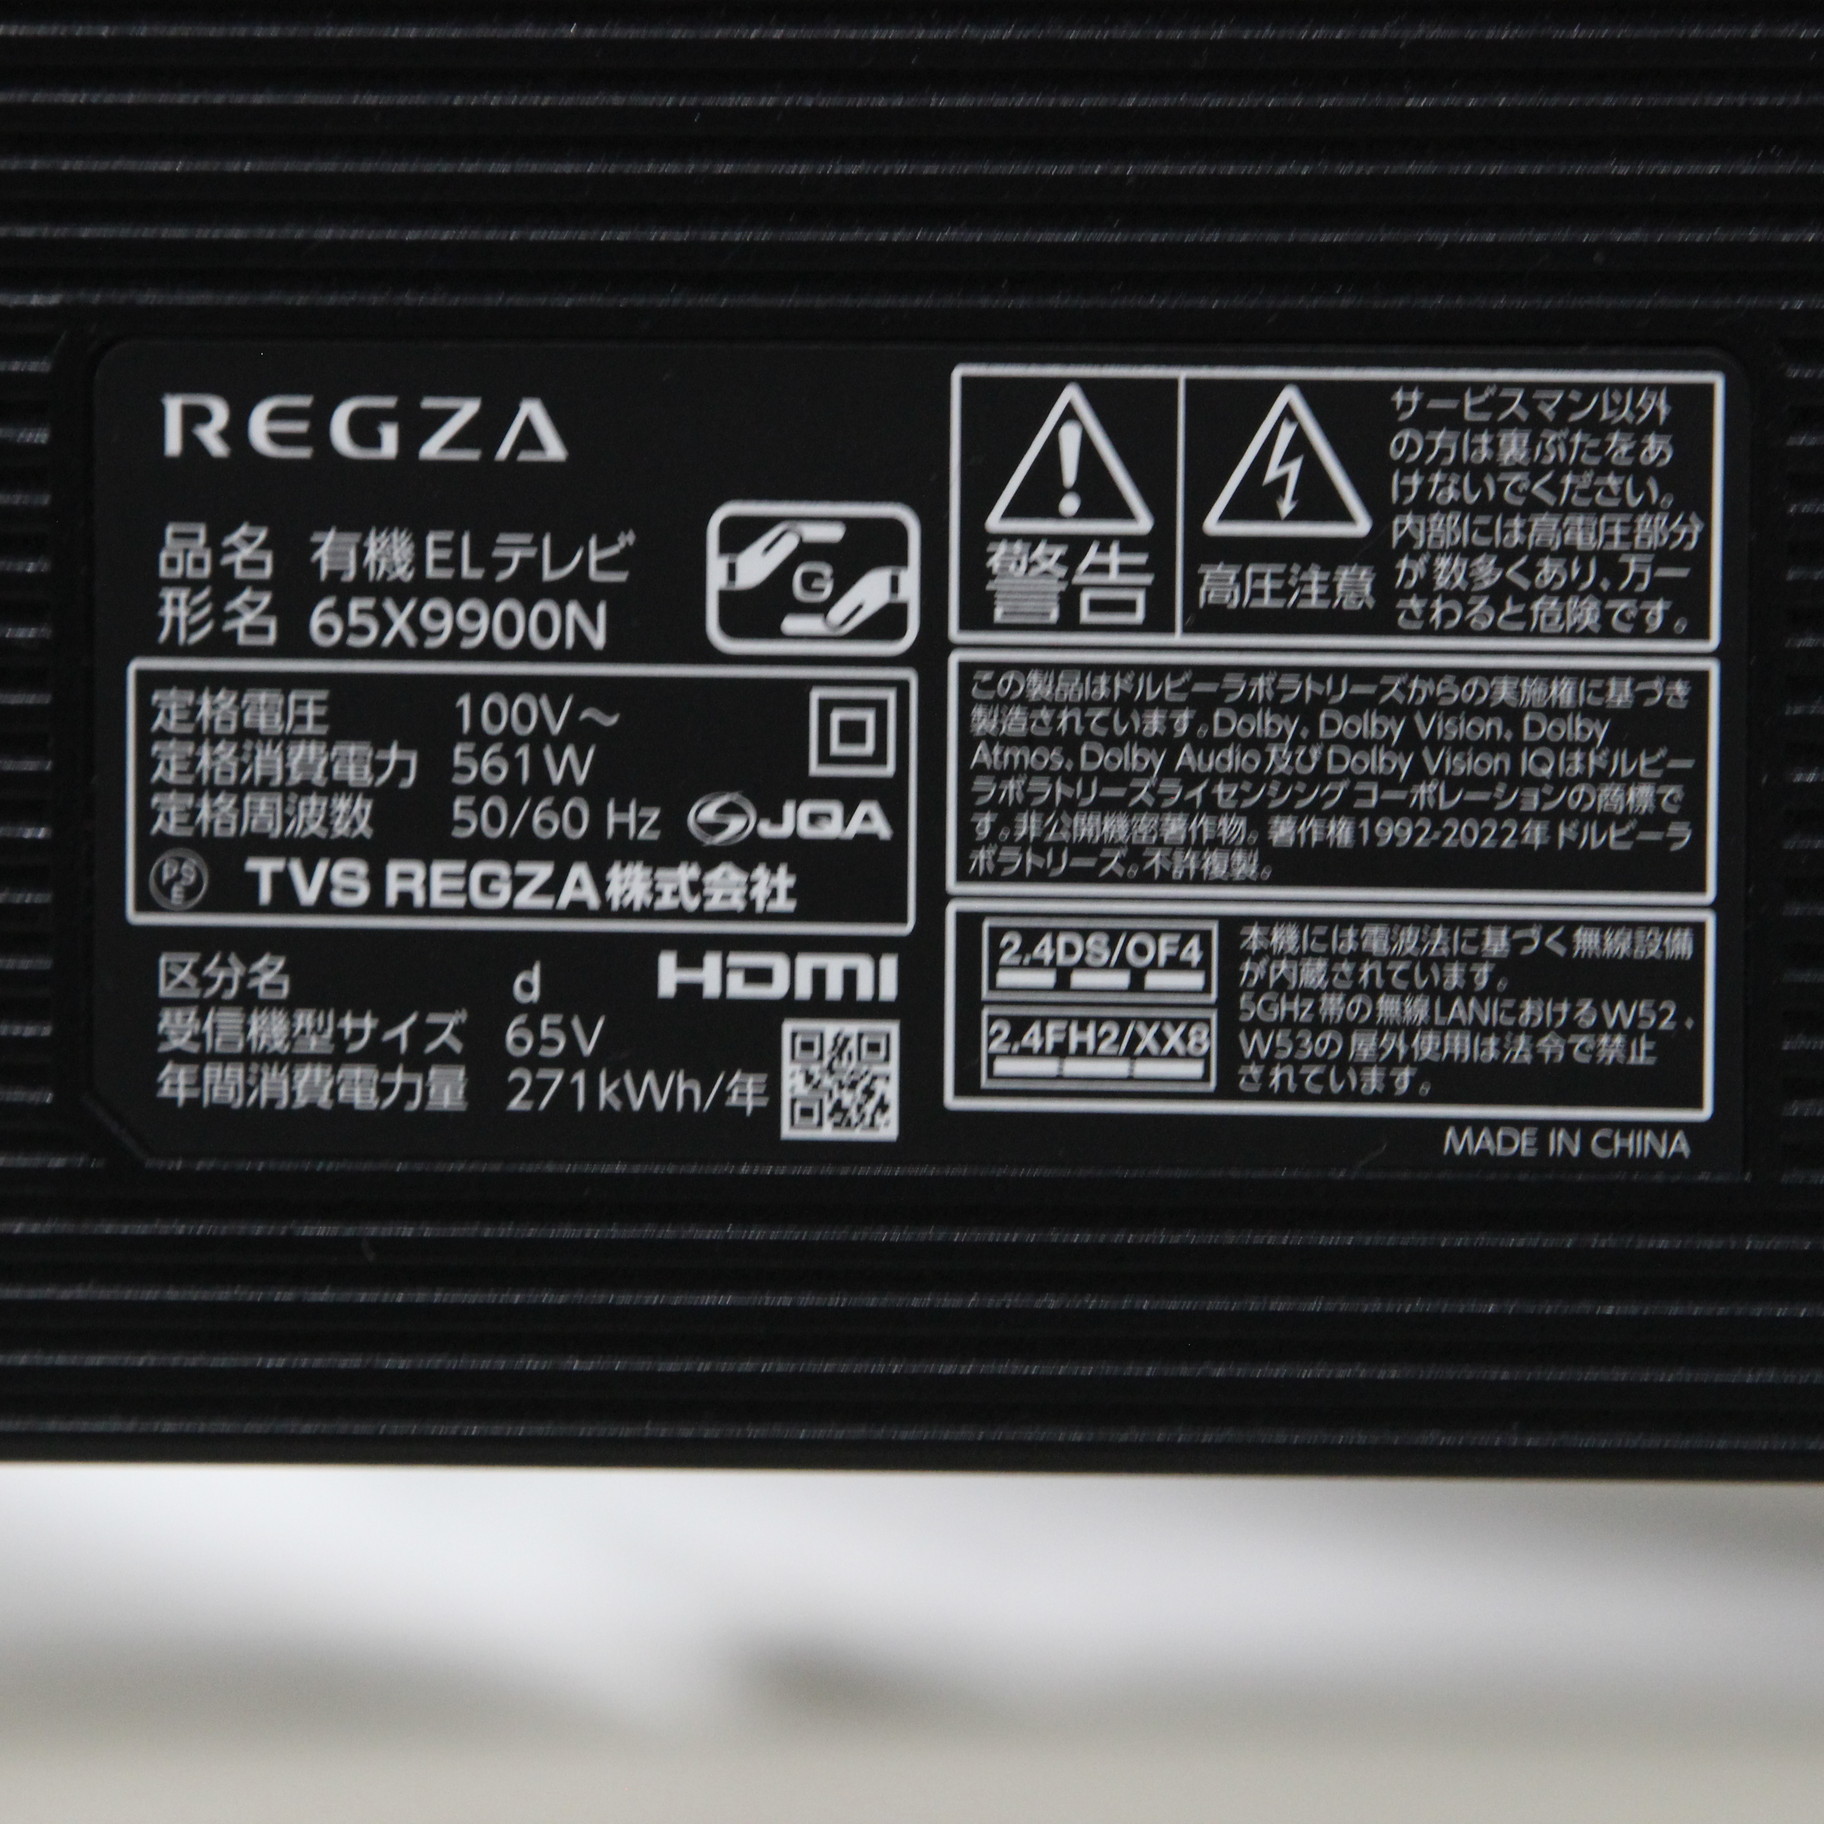 REGZA
品名 有機ELテレビ
形名 65X9900N
G
定格電圧 100V～
定格消費電力 561W
定格周波数 50/60 Hz
JQA
PS
E
TVS REGZA株式会社
区分名 d
HDMI
受信機型サイズ 65V
年間消費電力量 271kWh/年
警告
高圧注意
サービスマン以外
の方は裏ぶたをあ
けないでください。
内部には高電圧部分
が数多くあり、万一
さわると危険です。
この製品はドルビーラボラトリーズからの実施権に基づき
製造されています。Dolby、Dolby Vision、Dolby
Atmos、Dolby Audio及びDolby Vision IQはドルビー
ラボラトリーズライセンシングコーポレーションの商標で
す。非公開機密著作物。著作権1992-2022年ドルビーラ
ボラトリーズ。不許複製。
2.4DS/OF4
2.4FH2/XX8
本機には電波法に基づく無線設備
が内蔵されています。
5GHz帯の無線LANにおけるW52、
W53の屋外使用は法令で禁止
されています。
MADE IN CHINA